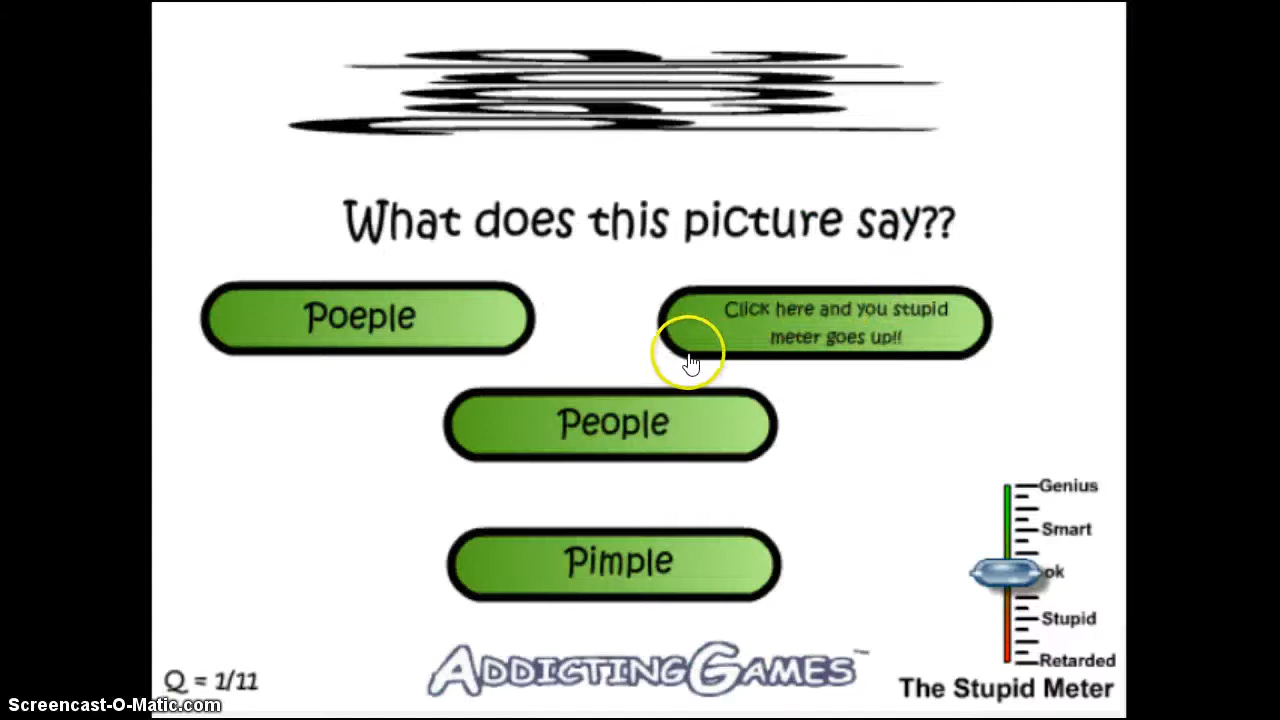 What does this picture say??
Poeple
Click here and you stupid
meter goes up!!
People
Pimple
Genius
Smart
ok
Stupid
Retarded
The Stupid Meter
Q = 1/11
ADDICTINGGAMES
Screencast-O-Matic.com